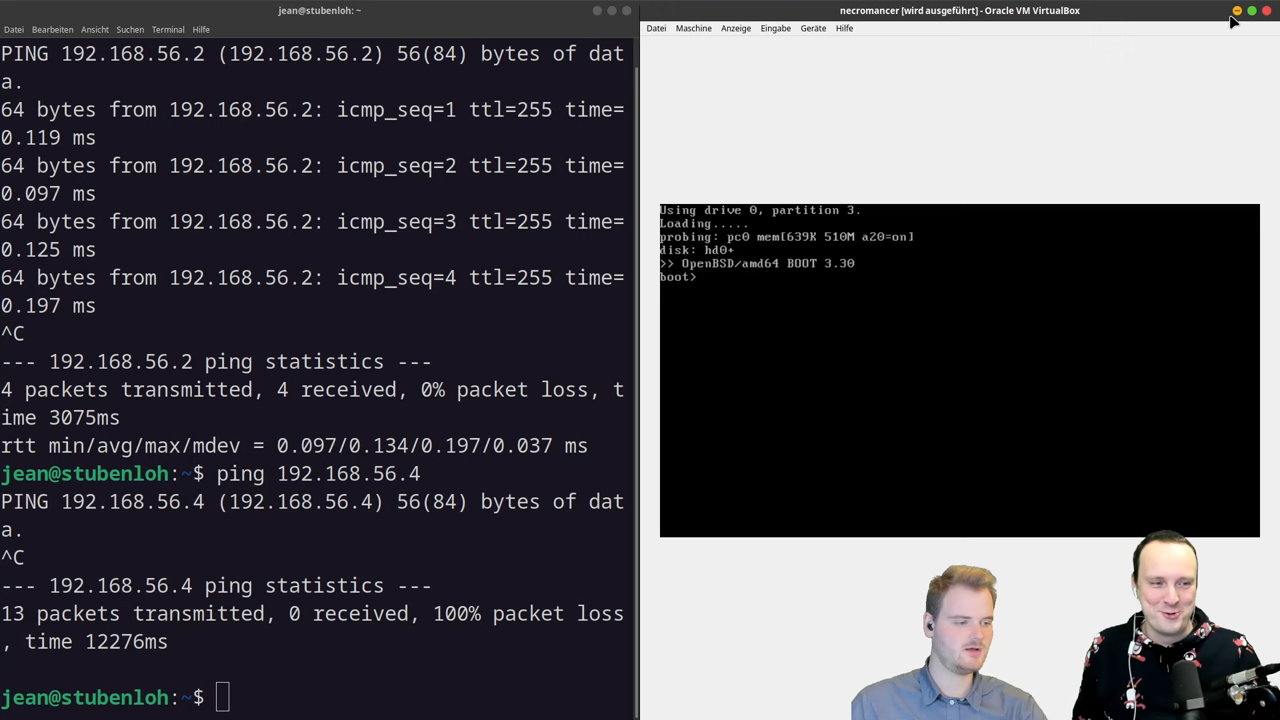 jean@stubenloh: ~
Datei Bearbeiten Ansicht Suchen Terminal Hilfe
PING 192.168.56.2 (192.168.56.2) 56(84) bytes of dat
a.
64 bytes from 192.168.56.2: icmp_seq=1 ttl=255 time=
0.119 ms
64 bytes from 192.168.56.2: icmp_seq=2 ttl=255 time=
0.097 ms
64 bytes from 192.168.56.2: icmp_seq=3 ttl=255 time=
0.125 ms
64 bytes from 192.168.56.2: icmp_seq=4 ttl=255 time=
0.197 ms
^C
--- 192.168.56.2 ping statistics ---
4 packets transmitted, 4 received, 0% packet loss, t
ime 3075ms
rtt min/avg/max/mdev = 0.097/0.134/0.197/0.037 ms
jean@stubenloh:~$ ping 192.168.56.4
PING 192.168.56.4 (192.168.56.4) 56(84) bytes of dat
a.
^C
--- 192.168.56.4 ping statistics ---
13 packets transmitted, 0 received, 100% packet loss
, time 12276ms
jean@stubenloh:~$
necromancer [wird ausgeführt] - Oracle VM VirtualBox
Datei Maschine Anzeige Eingabe Geräte Hilfe
Using drive 0, partition 3.
Loading.....
probing: pc0 mem[639K 510M a20=on]
disk: hd0+
>> OpenBSD/amd64 BOOT 3.30
boot>